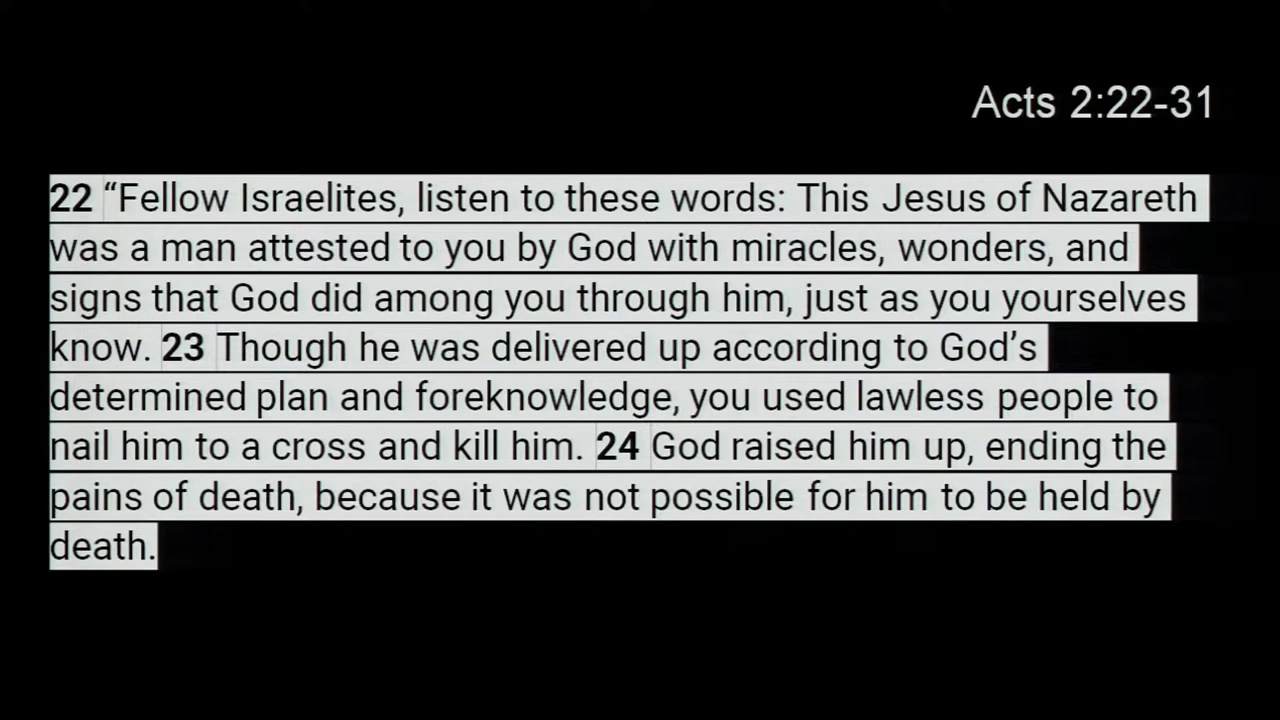 Acts 2:22-31
22 “Fellow Israelites, listen to these words: This Jesus of Nazareth
was a man attested to you by God with miracles, wonders, and
signs that God did among you through him, just as you yourselves
know. 23 Though he was delivered up according to God’s
determined plan and foreknowledge, you used lawless people to
nail him to a cross and kill him. 24 God raised him up, ending the
pains of death, because it was not possible for him to be held by
death.